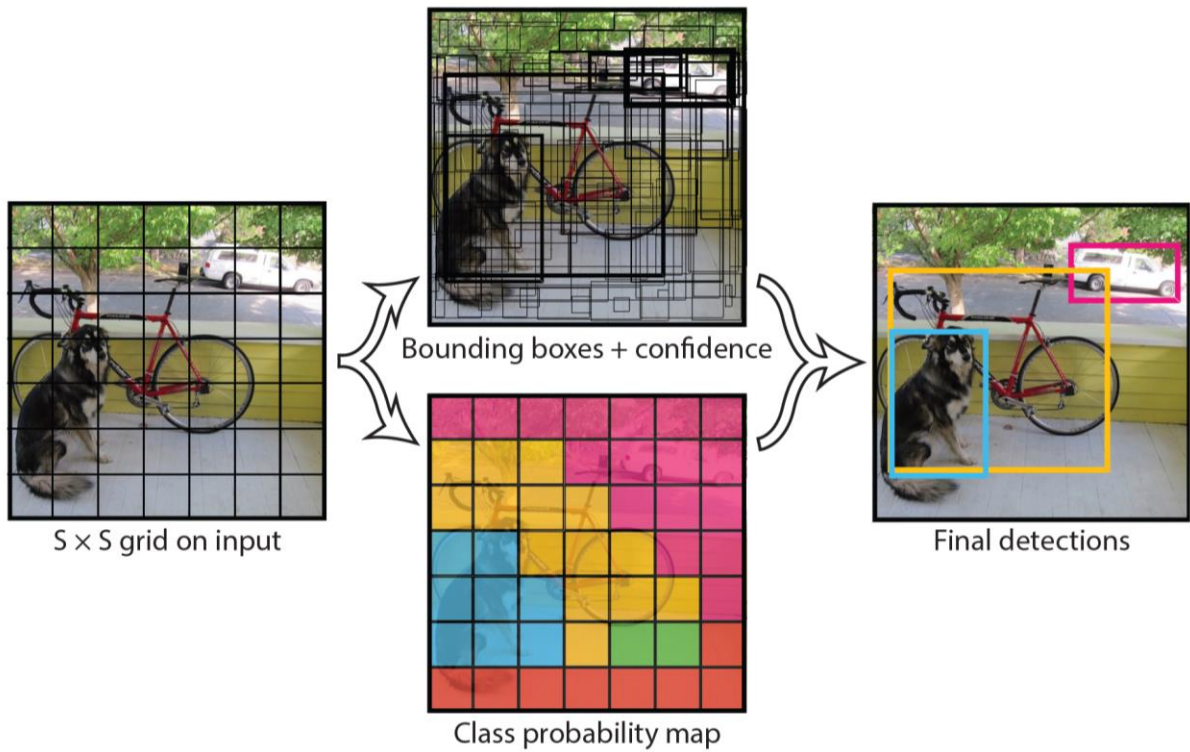 S × S grid on input
Bounding boxes + confidence
Class probability map
Final detections